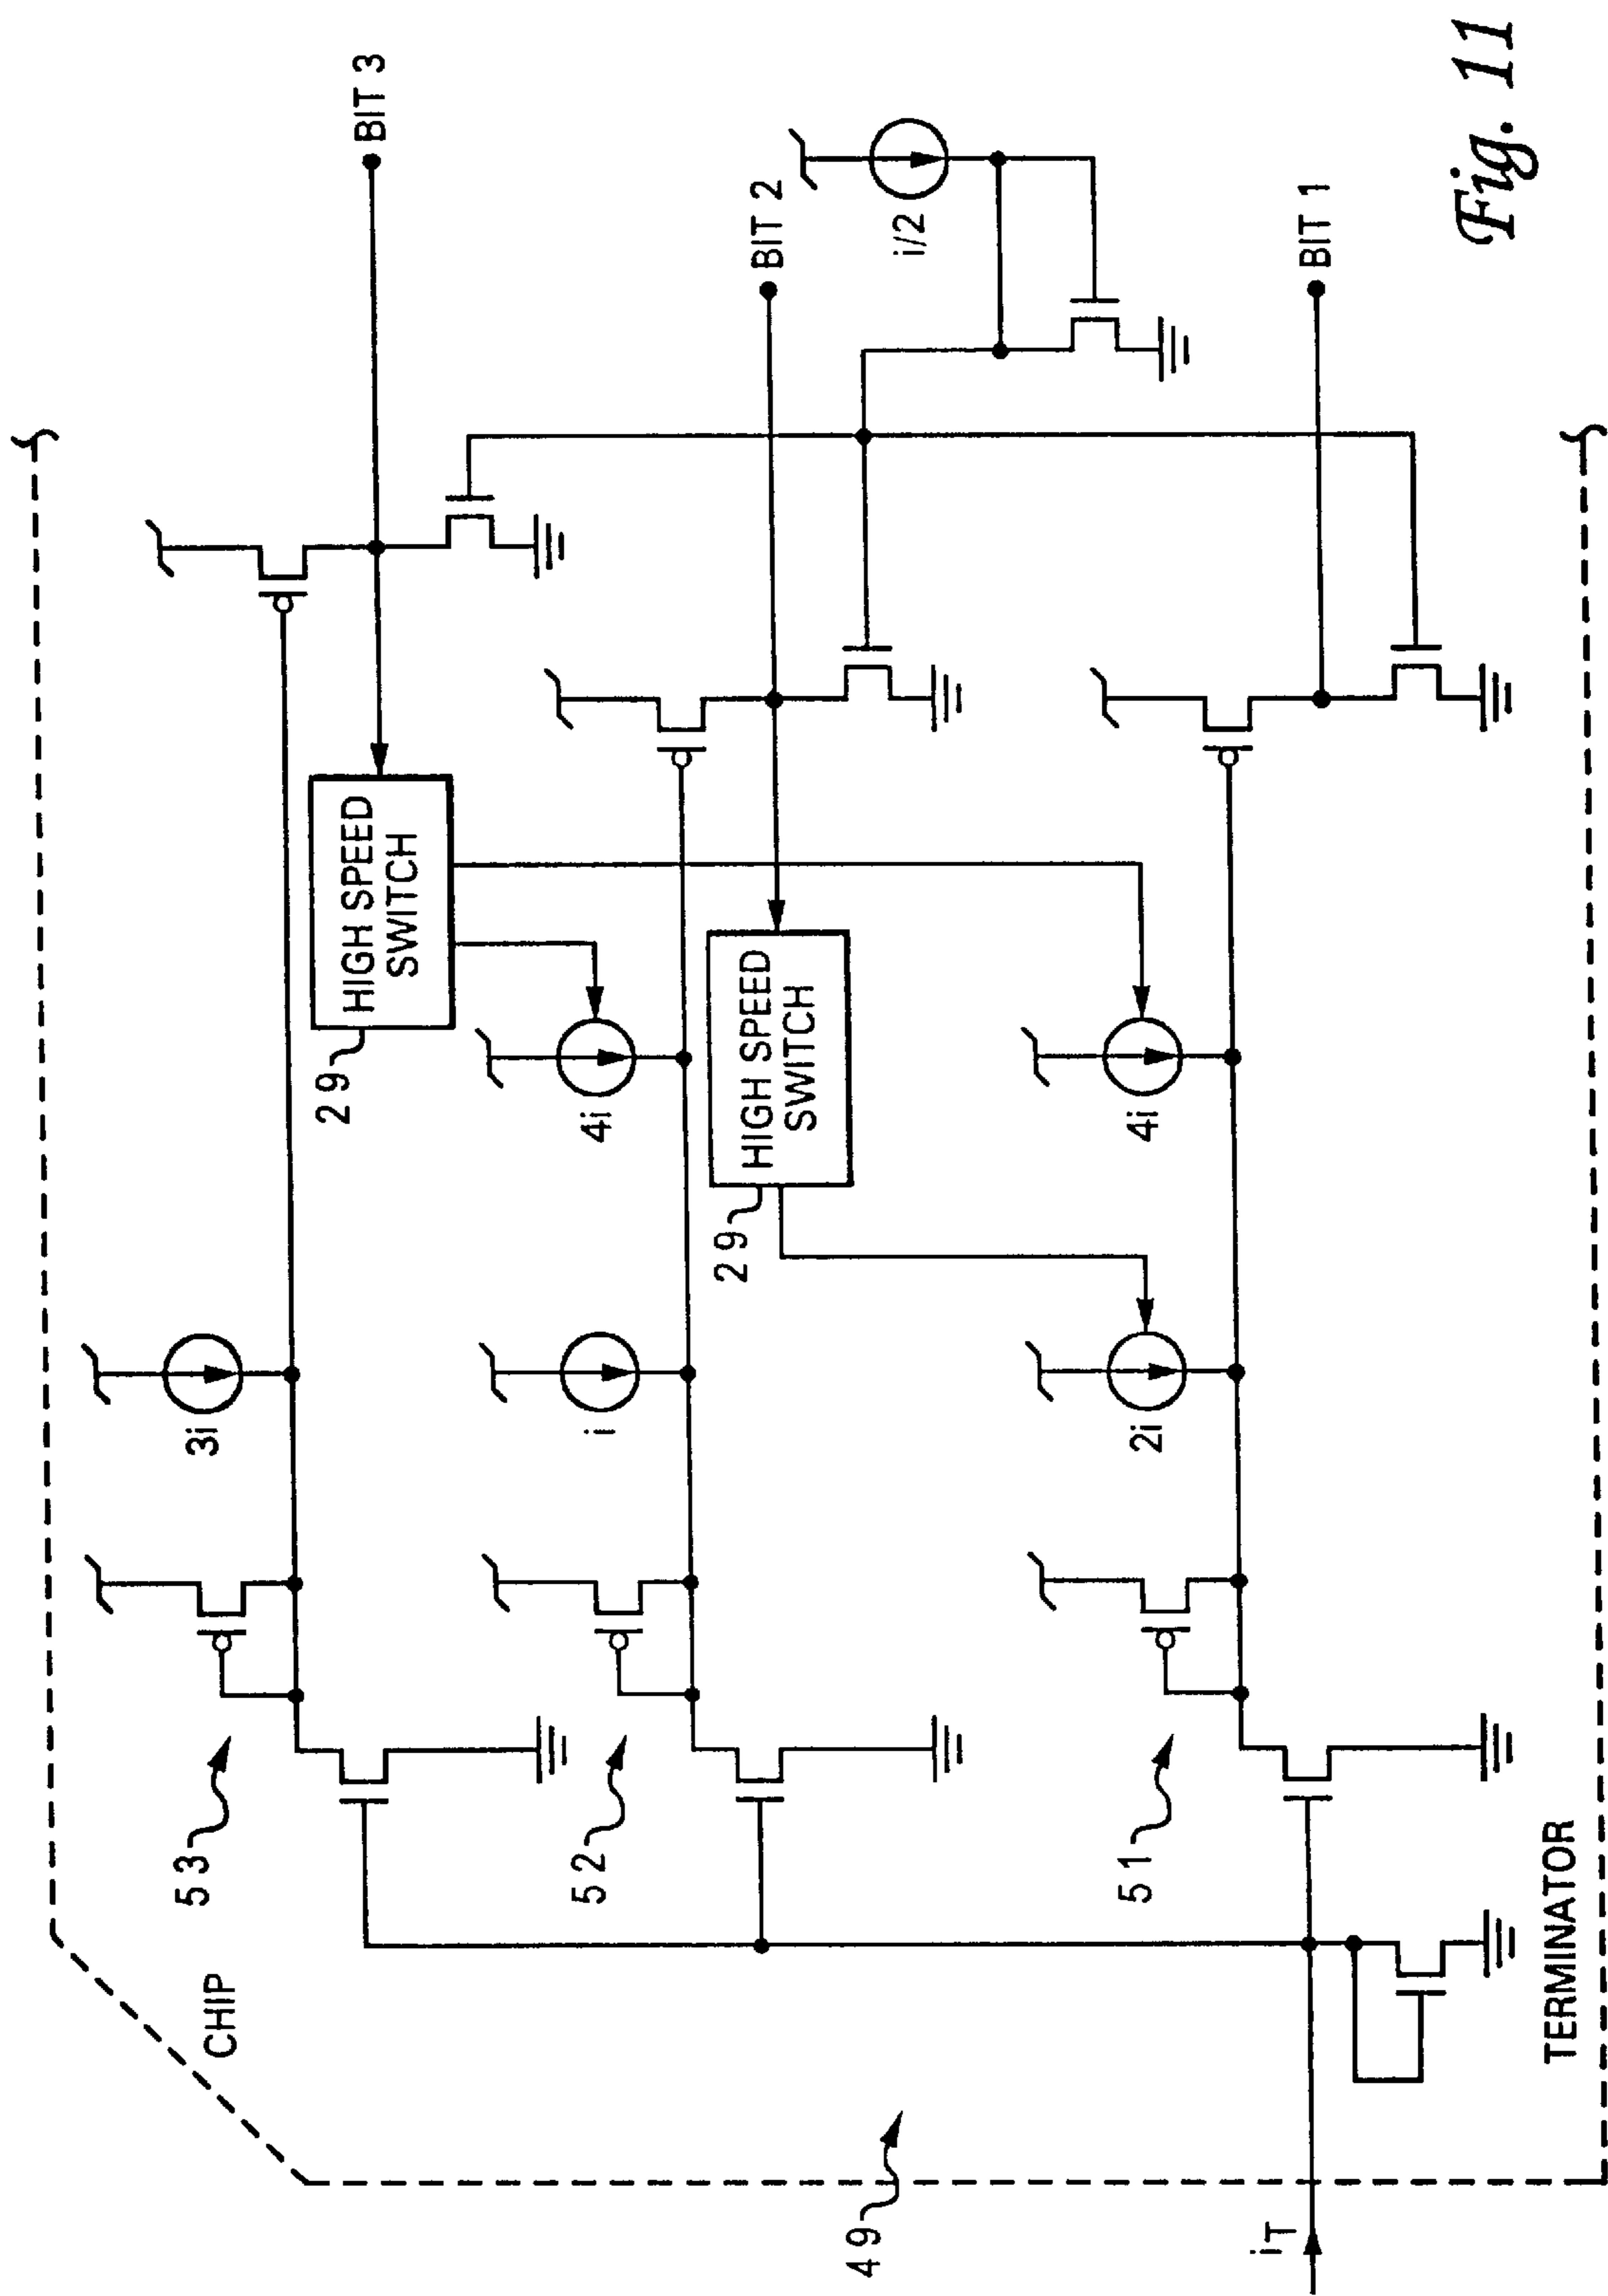 CHIP
53
3i
BIT 3
29
HIGH SPEED
SWITCH
52
i
4i
BIT 2
29
HIGH SPEED
SWITCH
i/2
49
51
2i
4i
BIT 1
iT
TERMINATOR
Fig. 11